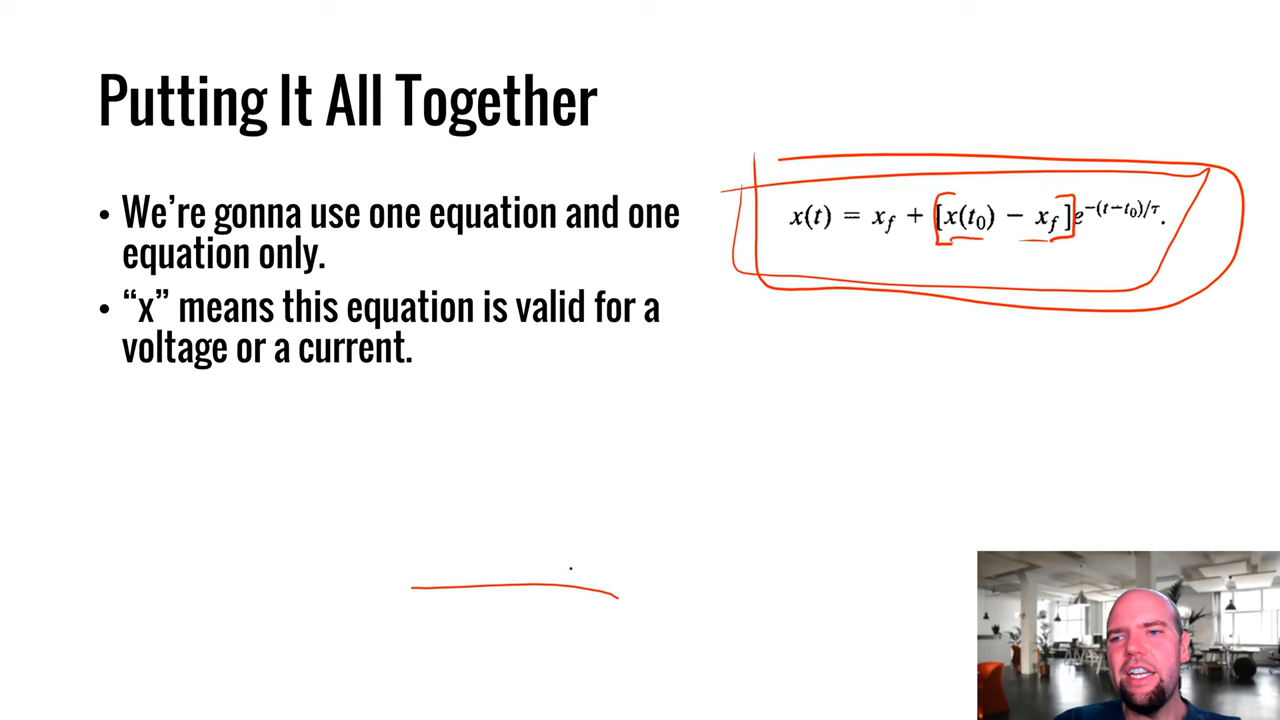 Putting It All Together
• We’re gonna use one equation and one
equation only.
• “x” means this equation is valid for a
voltage or a current.
x(t) = x_f + [x(t_0) − x_f]e^{−(t−t_0)/τ}.